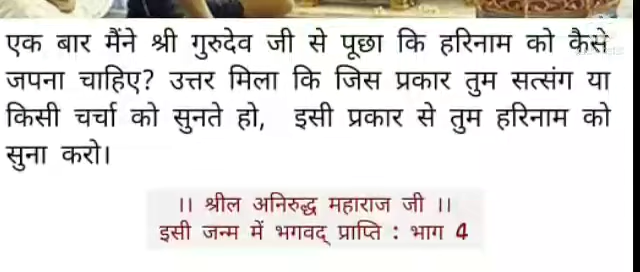 एक बार मैंने श्री गुरुदेव जी से पूछा कि हरिनाम को कैसे
जपना चाहिए? उत्तर मिला कि जिस प्रकार तुम सत्संग या
किसी चर्चा को सुनते हो, इसी प्रकार से तुम हरिनाम को
सुना करो।
।। श्रील अनिरुद्ध महाराज जी ।।
इसी जन्म में भगवद् प्राप्ति : भाग 4